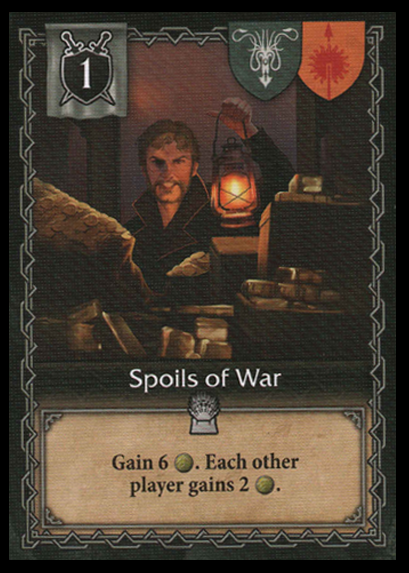 1
Spoils of War
Gain 6 . Each other
player gains 2 .